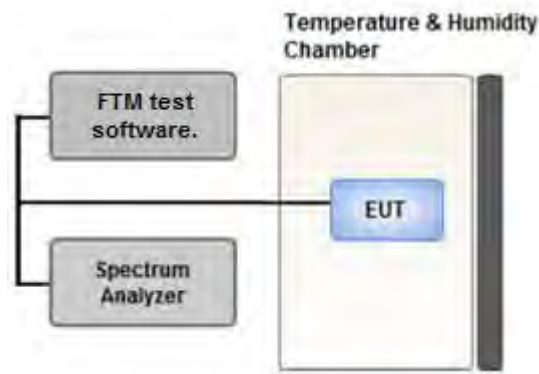 Temperature & Humidity
Chamber
FTM test
software.
EUT
Spectrum
Analyzer